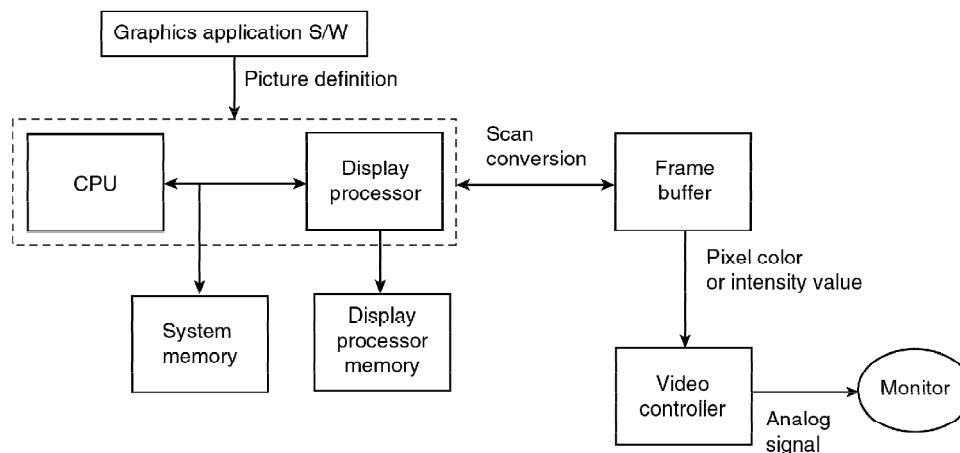 Graphics application S/W
Picture definition
CPU
Display
processor
Scan
conversion
Frame
buffer
System
memory
Display
processor
memory
Pixel color
or intensity value
Video
controller
Analog
signal
Monitor